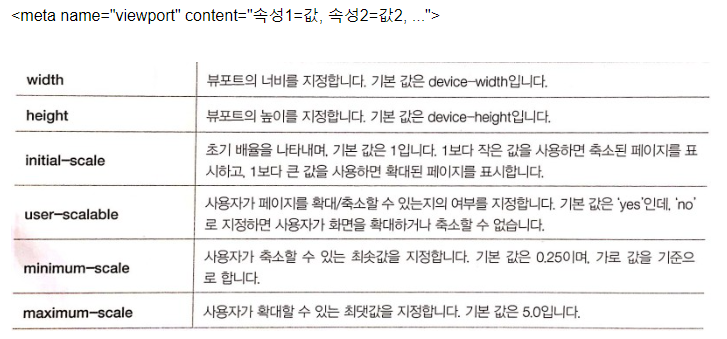 <meta name="viewport" content="속성1=값, 속성2=값2, ...">
width
뷰포트의 너비를 지정합니다. 기본 값은 device-width입니다.
height
뷰포트의 높이를 지정합니다. 기본 값은 device-height입니다.
initial-scale
초기 배율을 나타내며, 기본 값은 1입니다. 1보다 작은 값을 사용하면 축소된 페이지를 표
시하고, 1보다 큰 값을 사용하면 확대된 페이지를 표시합니다.
user-scalable
사용자가 페이지를 확대/축소할 수 있는지의 여부를 지정합니다. 기본 값은 ‘yes’인데, ‘no’
로 지정하면 사용자가 화면을 확대하거나 축소할 수 없습니다.
minimum-scale
사용자가 축소할 수 있는 최솟값을 지정합니다. 기본 값은 0.25이며, 가로 값을 기준으
로 합니다.
maximum-scale
사용자가 확대할 수 있는 최댓값을 지정합니다. 기본 값은 5.0입니다.